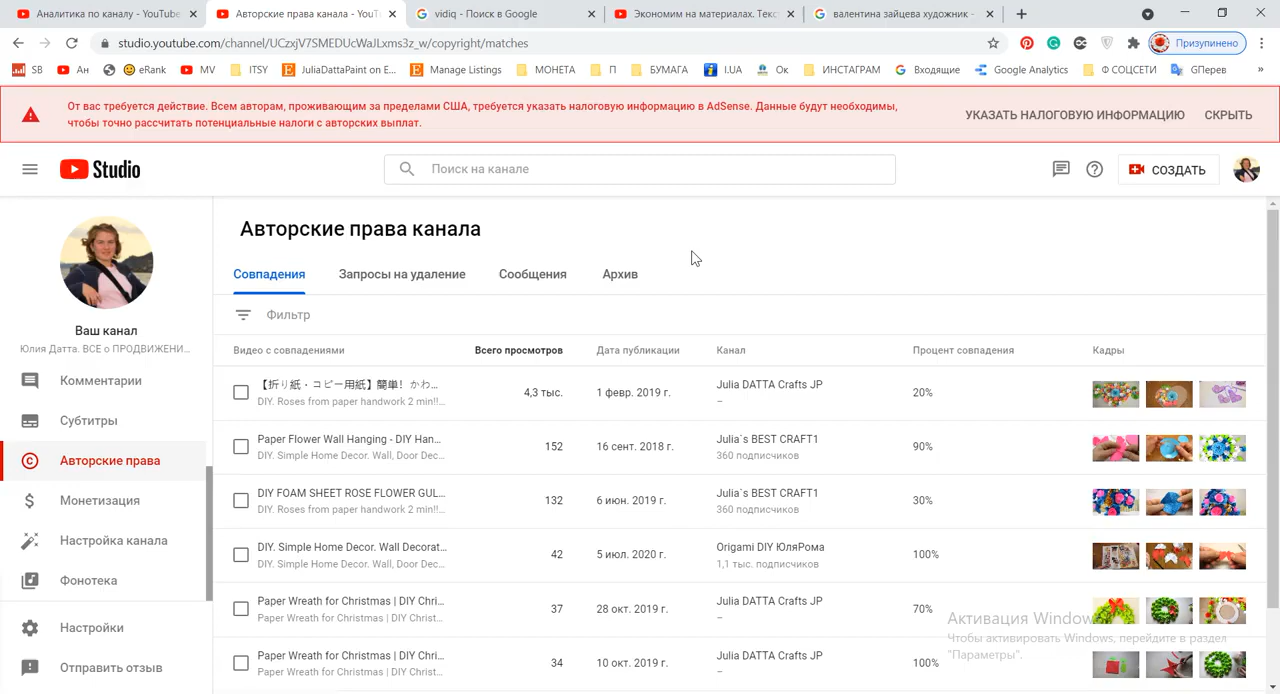 Аналитика по каналу - YouTube
Авторские права канала - YouT
vidiq - Поиск в Google
Экономим на материалах. Текс
валентина зайцева художник -
studio.youtube.com/channel/UCzxjV7SMEDUcWaJLxms3z_w/copyright/matches
Призупинено
SB
Ан
eRank
MV
ITSY
JuliaDattaPaint on E...
Manage Listings
МОНЕТА
П
БУМАГА
I.UA
Ок
ИНСТАГРАМ
Входящие
Google Analytics
Ф СОЦСЕТИ
GПерев
От вас требуется действие. Всем авторам, проживающим за пределами США, требуется указать налоговую информацию в AdSense. Данные будут необходимы,
чтобы точно рассчитать потенциальные налоги с авторских выплат.
УКАЗАТЬ НАЛОГОВУЮ ИНФОРМАЦИЮ
СКРЫТЬ
Studio
Поиск на канале
СОЗДАТЬ
Ваш канал
Юлия Датта. ВСЕ о ПРОДВИЖЕНИ...
Комментарии
Субтитры
Авторские права
Монетизация
Настройка канала
Фонотека
Настройки
Отправить отзыв
Авторские права канала
Совпадения
Запросы на удаление
Сообщения
Архив
Фильтр
Видео с совпадениями
Всего просмотров
Дата публикации
Канал
Процент совпадения
Кадры
【折り紙・コピー用紙】簡単！かわ...
DIY. Roses from paper handwork 2 min!!...
4,3 тыс.
1 февр. 2019 г.
Julia DATTA Crafts JP
–
20%
Paper Flower Wall Hanging - DIY Han...
DIY. Simple Home Decor. Wall, Door Dec...
152
16 сент. 2018 г.
Julia`s BEST CRAFT1
360 подписчиков
90%
DIY FOAM SHEET ROSE FLOWER GUL...
DIY. Roses from paper handwork 2 min!!...
132
6 июн. 2019 г.
Julia`s BEST CRAFT1
360 подписчиков
30%
DIY. Simple Home Decor. Wall Decorat...
DIY. Simple Home Decor. Wall, Door Dec...
42
5 июл. 2020 г.
Origami DIY ЮляРома
1,1 тыс. подписчиков
100%
Paper Wreath for Christmas | DIY Chri...
Paper Wreath for Christmas | DIY Christ...
37
28 окт. 2019 г.
Julia DATTA Crafts JP
–
70%
Paper Wreath for Christmas | DIY Chri...
Paper Wreath for Christmas | DIY Christ...
34
10 окт. 2019 г.
Julia DATTA Crafts JP
–
100%
Активация Window
Чтобы активировать Windows, перейдите в раздел
"Параметры".